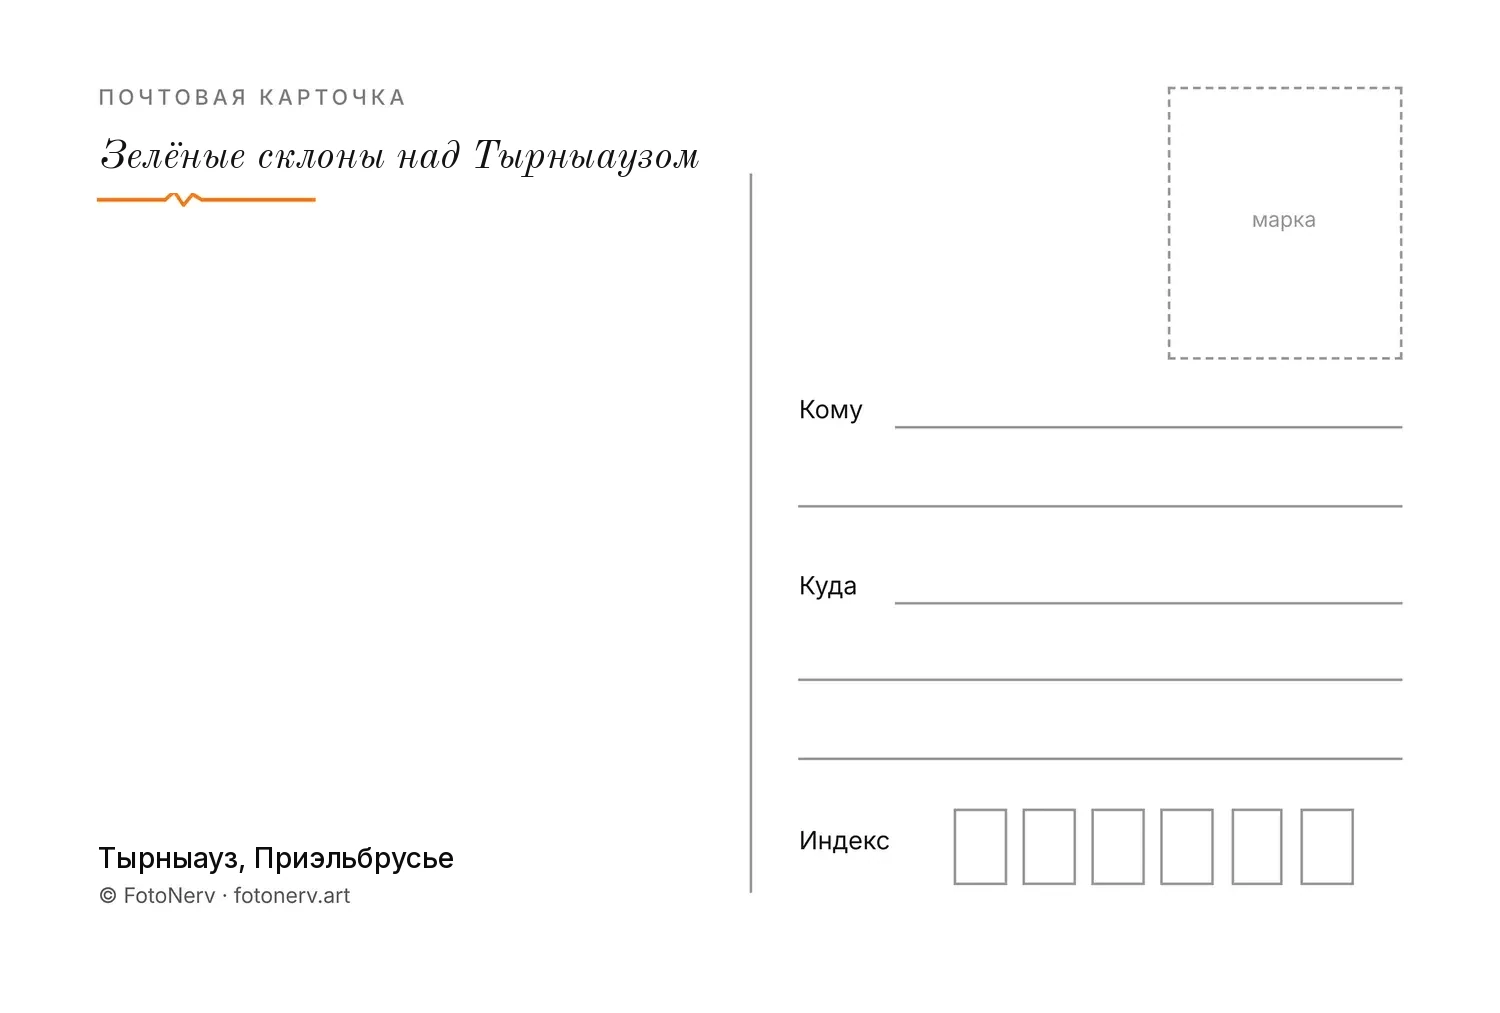 ПОЧТОВАЯ КАРТОЧКА
Зелёные склоны над Тырныаузом
Тырныауз, Приэльбрусье
© FotoNerv · fotonerv.art
марка
Кому
Куда
Индекс